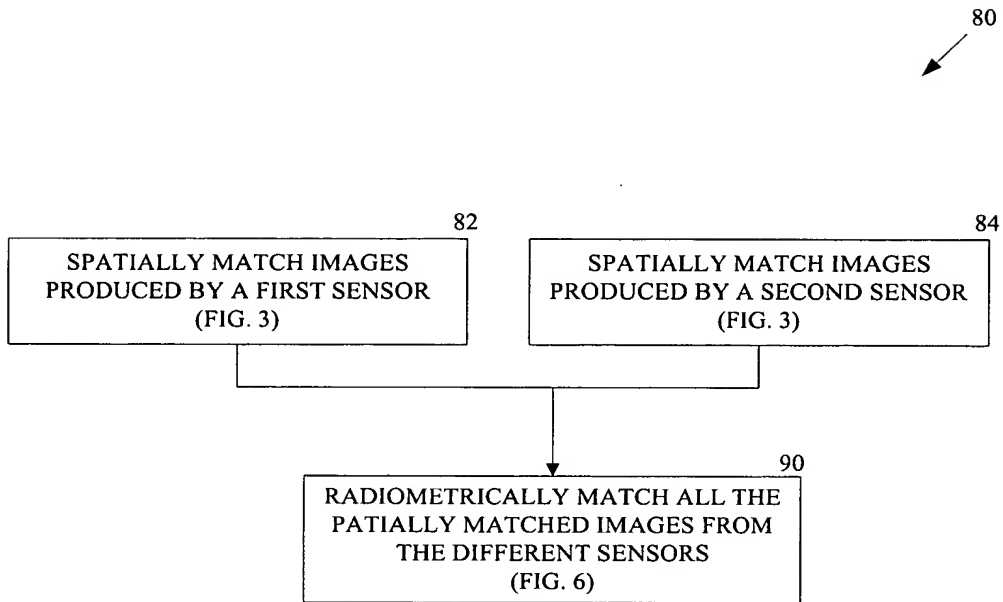 80
82
SPATIALLY MATCH IMAGES
PRODUCED BY A FIRST SENSOR
(FIG. 3)
84
SPATIALLY MATCH IMAGES
PRODUCED BY A SECOND SENSOR
(FIG. 3)
90
RADIOMETRICALLY MATCH ALL THE
PATIALLY MATCHED IMAGES FROM
THE DIFFERENT SENSORS
(FIG. 6)